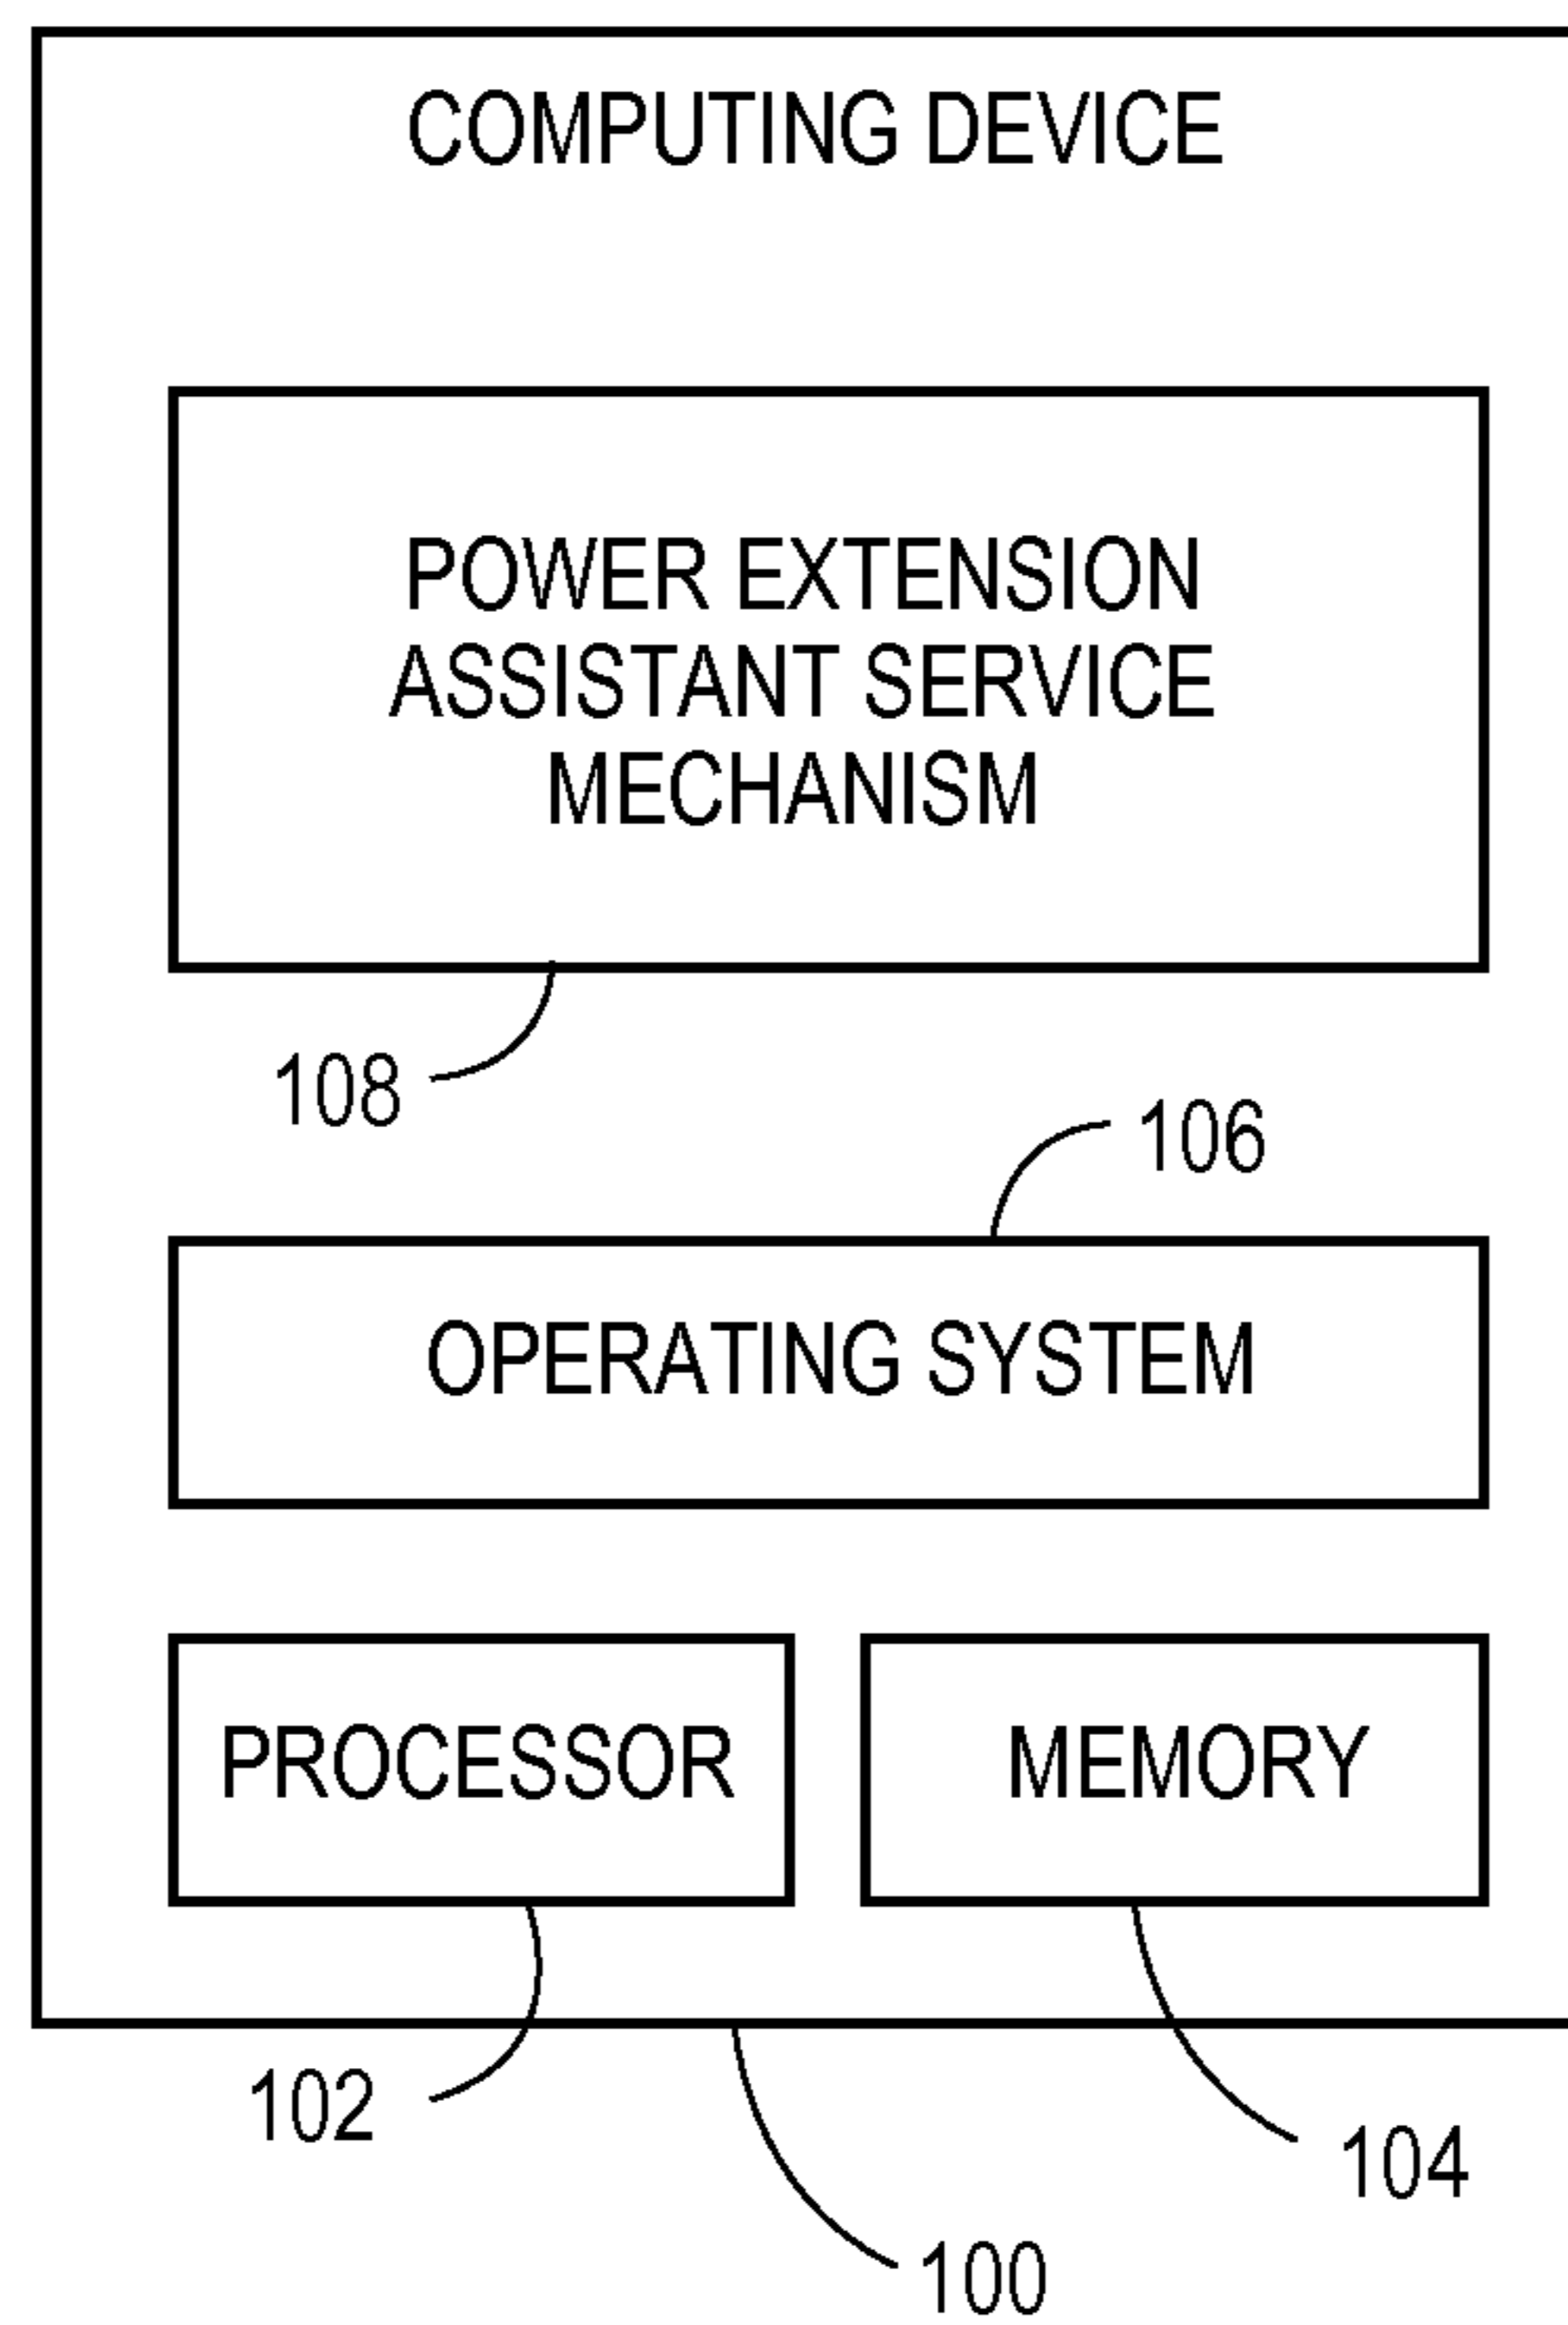 COMPUTING DEVICE
POWER EXTENSION
ASSISTANT SERVICE
MECHANISM
108
106
OPERATING SYSTEM
PROCESSOR
MEMORY
102
104
100